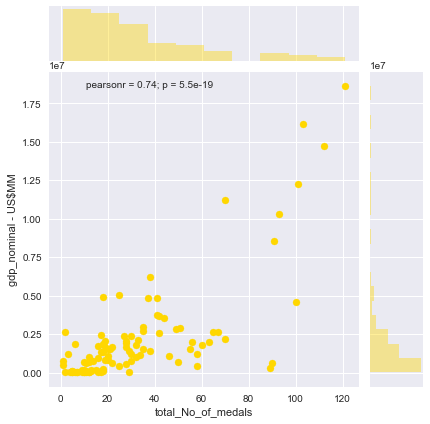 1e7
1e7
pearsonr = 0.74; p = 5.5e-19
1.75
1.50
1.25
1.00
0.75
0.50
0.25
0.00
gdp_nominal - US$MM
0 20 40 60 80 100 120
total_No_of_medals